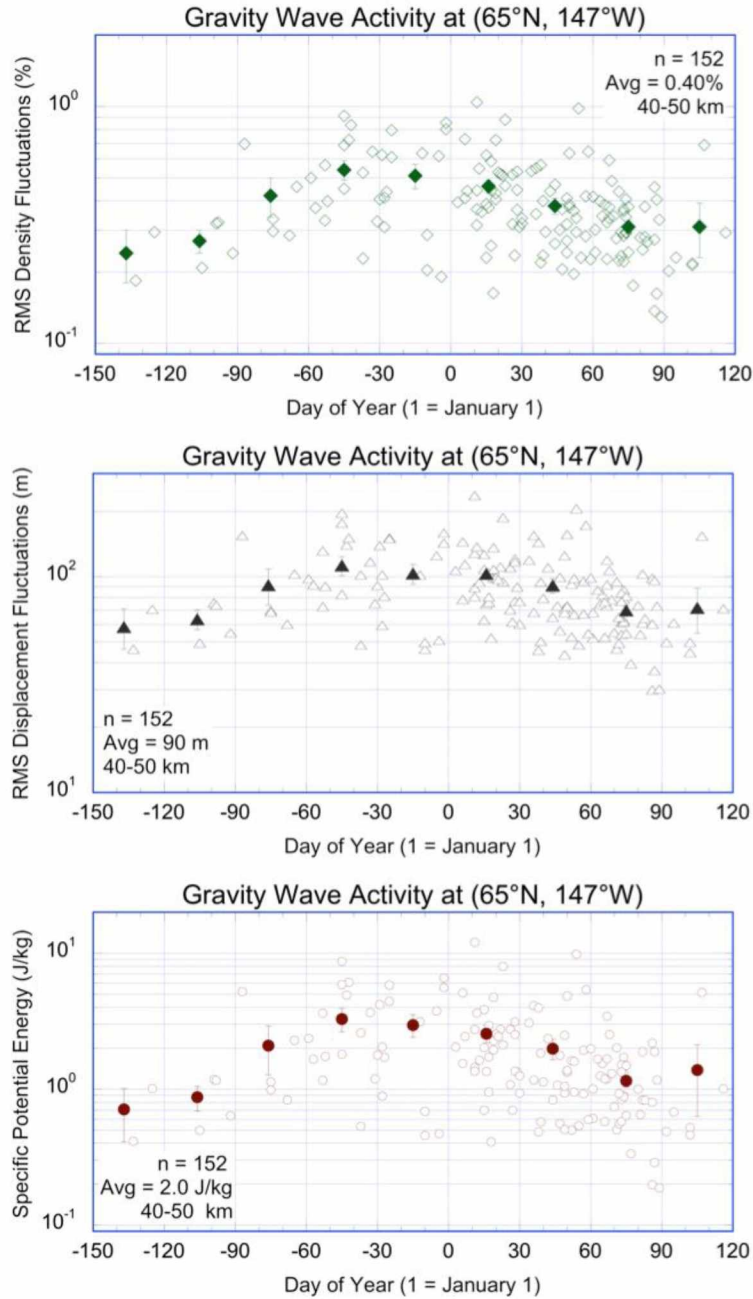 Gravity Wave Activity at (65°N, 147°W)
n = 152
Avg = 0.40%
40-50 km
RMS Density Fluctuations (%)
10⁰
10⁻¹
-150 -120 -90 -60 -30 0 30 60 90 120
Day of Year (1 = January 1)
Gravity Wave Activity at (65°N, 147°W)
RMS Displacement Fluctuations (m)
10²
n = 152
Avg = 90 m
40-50 km
10¹
-150 -120 -90 -60 -30 0 30 60 90 120
Day of Year (1 = January 1)
Gravity Wave Activity at (65°N, 147°W)
Specific Potential Energy (J/kg)
10¹
10⁰
n = 152
Avg = 2.0 J/kg
40-50 km
10⁻¹
-150 -120 -90 -60 -30 0 30 60 90 120
Day of Year (1 = January 1)